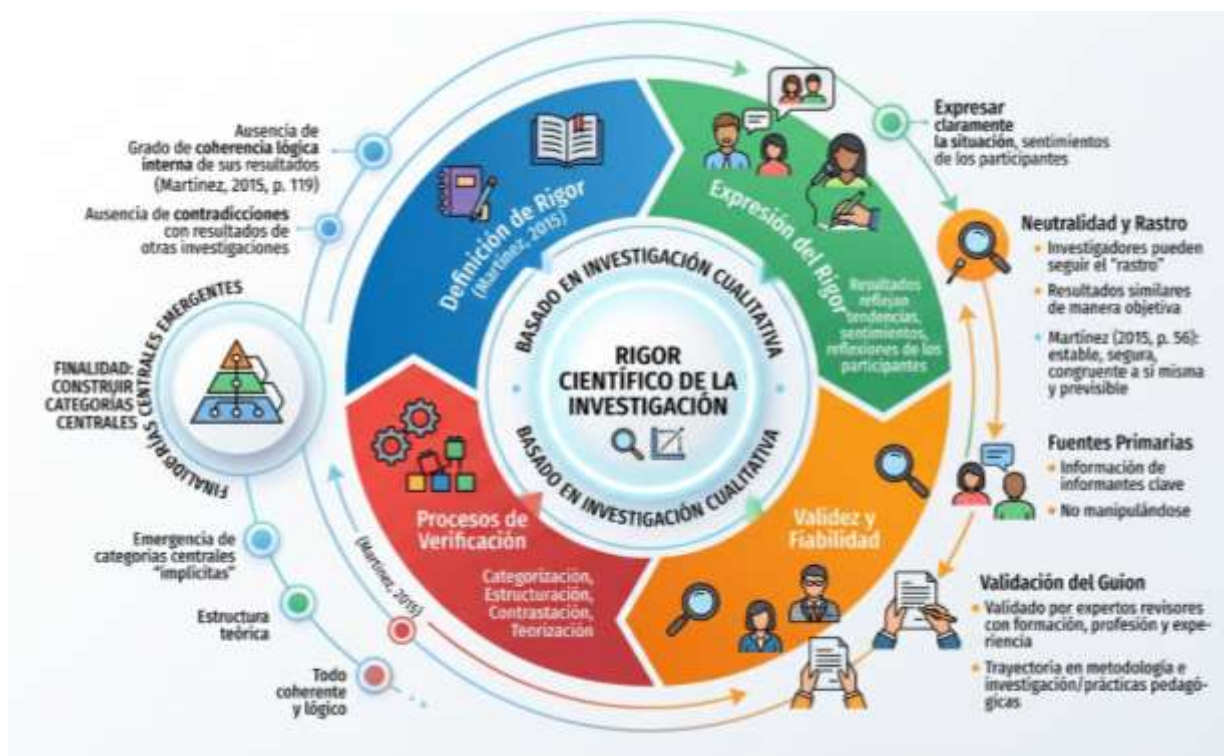 Ausencia de
Grado de coherencia lógica
interna de sus resultados
(Martinez, 2015, p. 119)
Ausencia de contradicciones
con resultados de
otras investigaciones
FINALIDAD:
CONSTRUIR
CATEGORÍAS
CENTRALES
CENTRALES EMERGENTES
Emergencia de
categorías centrales
"implícitas"
Estructura
teórica
Todo
coherente
y lógico
(Martinez, 2015)
Definición de Rigor
(Martinez, 2015)
Expresión del Rigor
Resultados
reflejan
tendencias,
sentimientos,
reflexiones de los
participantes
BASADO EN INVESTIGACIÓN CUALITATIVA
RIGOR
CIENTÍFICO DE LA
INVESTIGACIÓN
BASADO EN INVESTIGACIÓN CUALITATIVA
Procesos de
Verificación
Categorización,
Estructuración,
Contrastación,
Teorización
Validez y
Fiabilidad
Expresar
claramente
la situación, sentimientos
de los participantes
Neutralidad y Rastro
Investigadores pueden
seguir el "rastro"
Resultados similares
de manera objetiva
Martínez (2015, p. 56):
estable, segura,
congruente a sí misma
y previsible
Fuentes Primarias
Información de
informantes clave
No manipulándose
Validación del Guion
Validado por expertos revisores
con formación, profesión y expe-
riencia
Trayectoria en metodología e
investigación/prácticas pedagó-
gicas